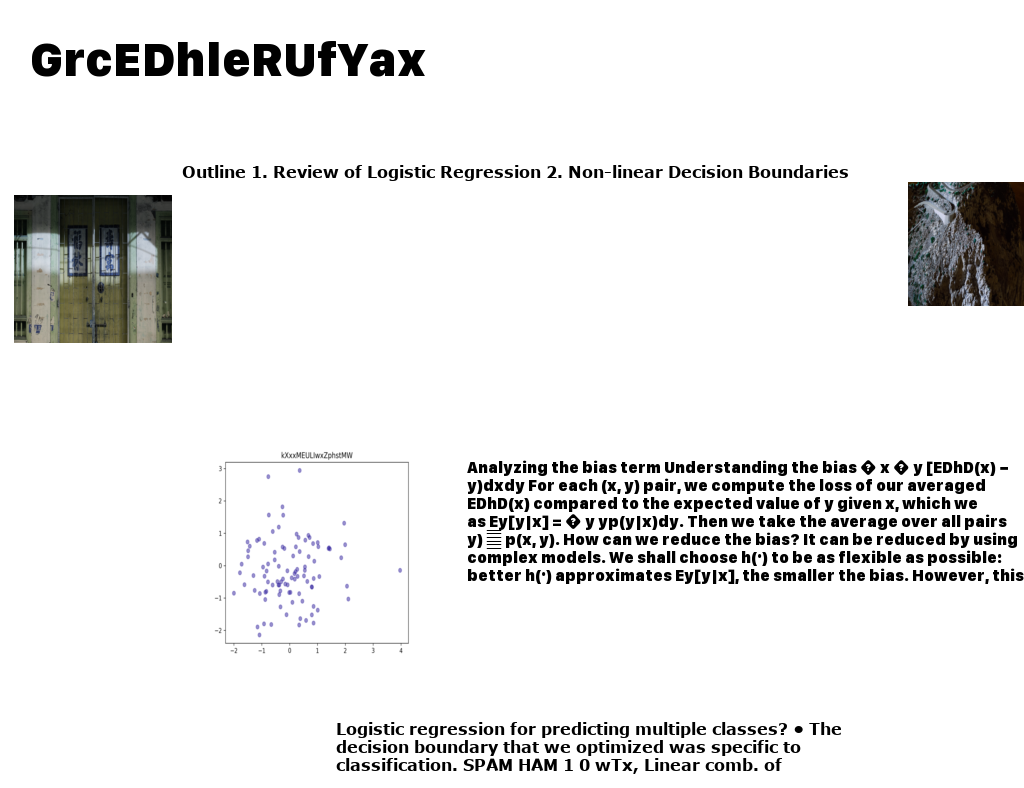 GrcEDhleRUfYax
Outline 1. Review of Logistic Regression 2. Non-linear Decision Boundaries
kXxxMEULIwxZphstMW
3
2
1
0
−1
−2
−2 −1 0 1 2 3 4
Analyzing the bias term Understanding the bias � x � y [EDhD(x) −
y)dxdy For each (x, y) pair, we compute the loss of our averaged
EDhD(x) compared to the expected value of y given x, which we
as Ey[y|x] = � y yp(y|x)dy. Then we take the average over all pairs
y) p(x, y). How can we reduce the bias? It can be reduced by using
complex models. We shall choose h(·) to be as flexible as possible:
better h(·) approximates Ey[y|x], the smaller the bias. However, this
Logistic regression for predicting multiple classes? • The
decision boundary that we optimized was specific to
classification. SPAM HAM 1 0 wTx, Linear comb. of